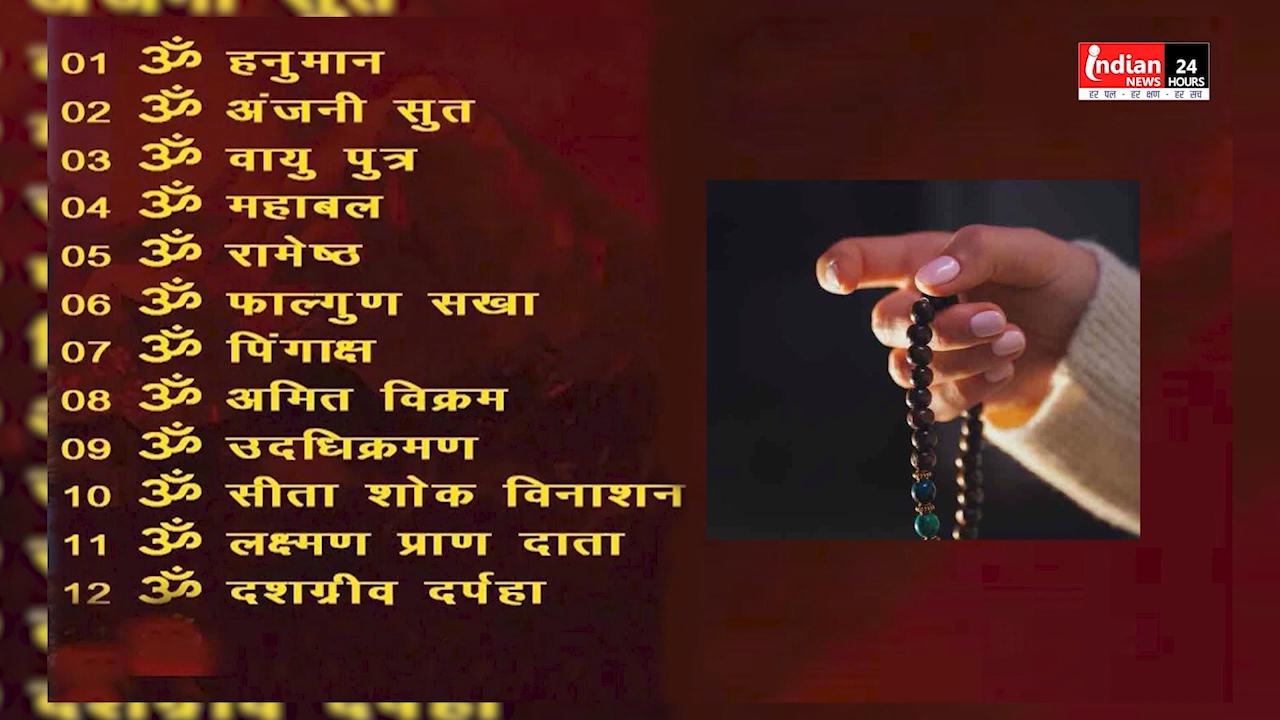 01 ॐ हनुमान
02 ॐ अंजनी सुत
03 ॐ वायु पुत्र
04 ॐ महाबल
05 ॐ रामेष्ठ
06 ॐ फाल्गुण सखा
07 ॐ पिंगाक्ष
08 ॐ अमित विक्रम
09 ॐ उदधिक्रमण
10 ॐ सीता शोक विनाशन
11 ॐ लक्ष्मण प्राण दाता
12 ॐ दशग्रीव दर्पहा
indian 24
NEWS HOURS
हर पल - हर क्षण - हर सच